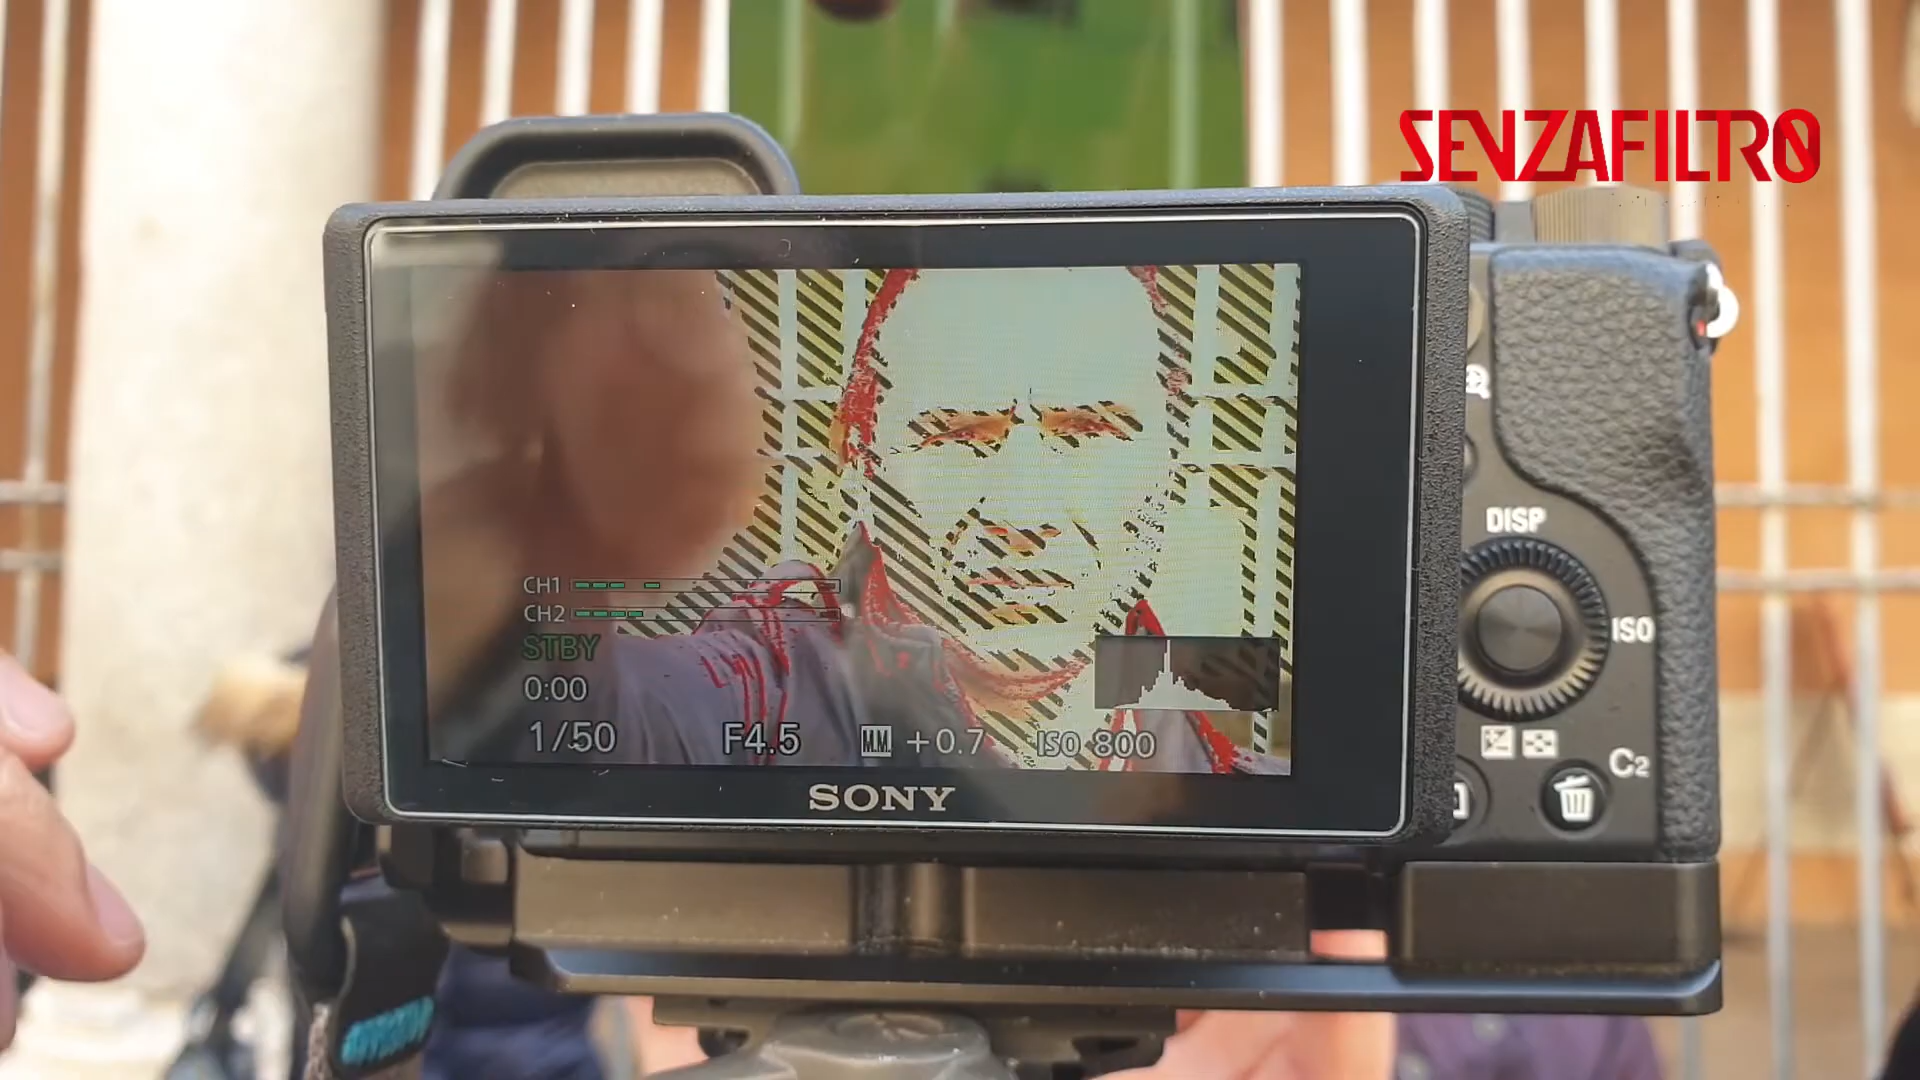 SENZAFILTRO
CH1
CH2
STBY
0:00
1/50 F4.5 M.M. +0.7 ISO 800
SONY
DISP
ISO
C2